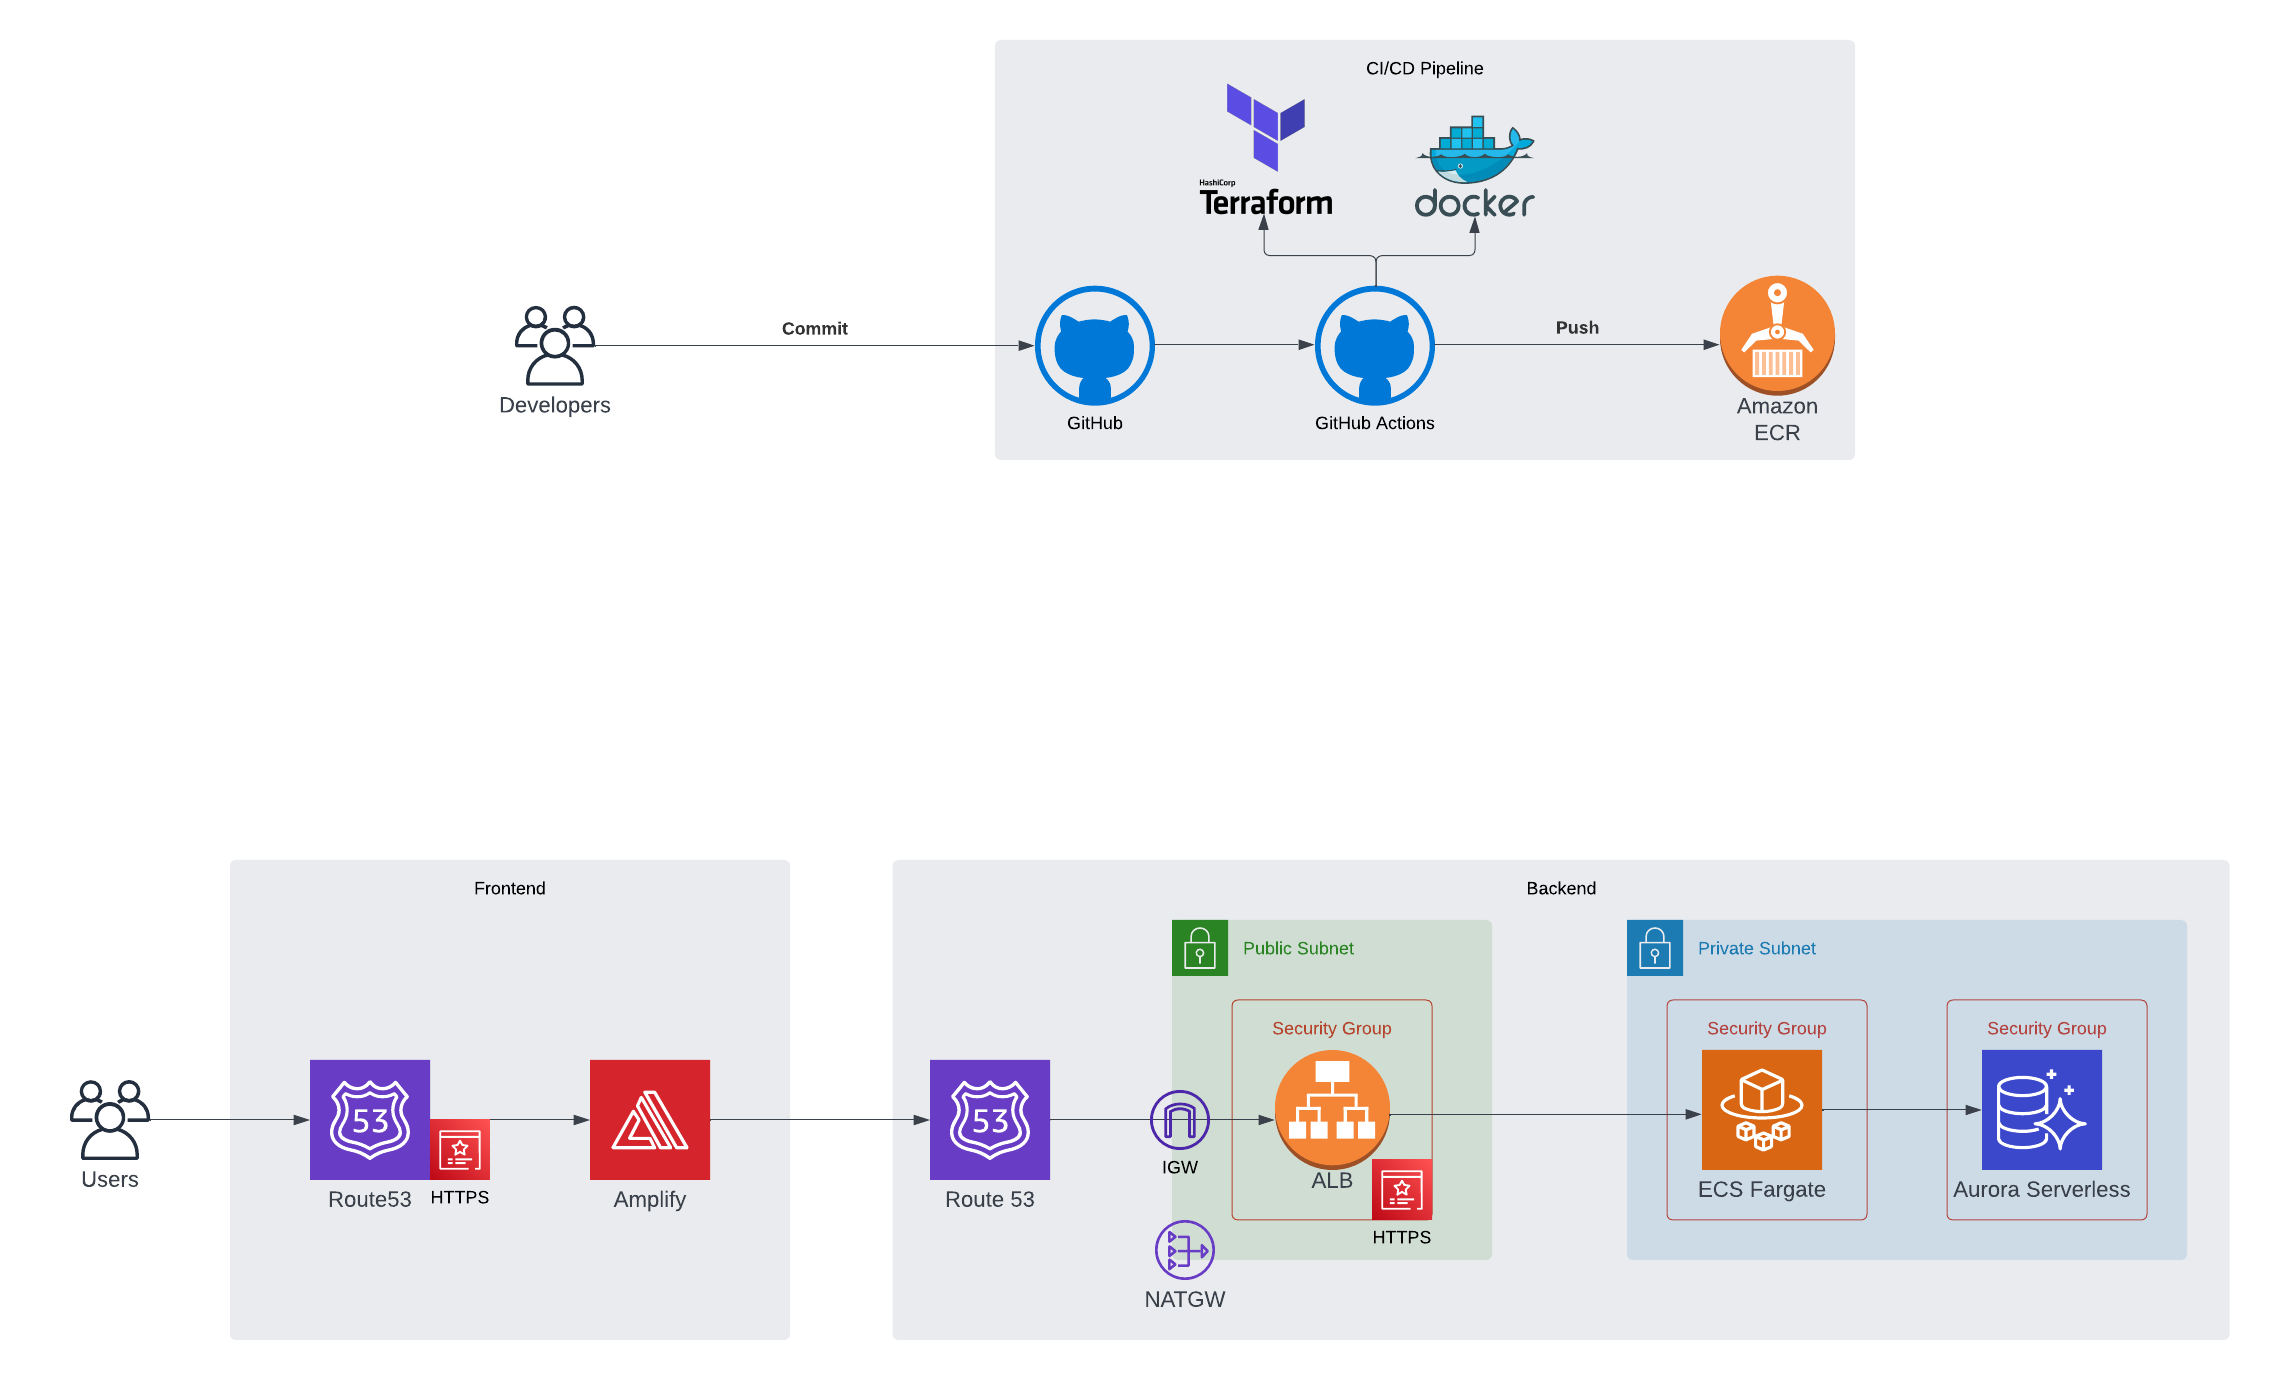 CI/CD Pipeline
HashiCorp
Terraform
docker
Commit
Push
Developers
GitHub
GitHub Actions
Amazon
ECR
Frontend
Backend
Public Subnet
Private Subnet
Security Group
Security Group
Security Group
53
53
Users
Route53
HTTPS
Amplify
Route 53
IGW
ALB
HTTPS
ECS Fargate
Aurora Serverless
NATGW